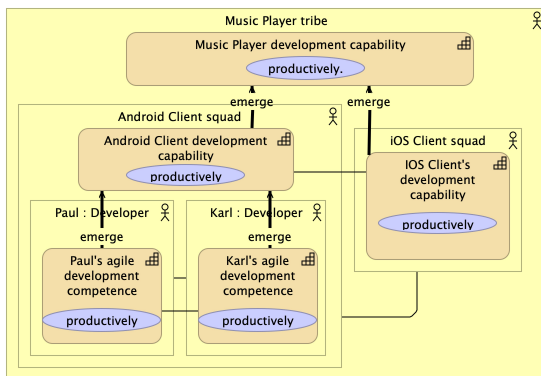 Music Player tribe
Music Player development capability
productively.
emerge
emerge
Android Client squad
Android Client development
capability
productively
iOS Client squad
IOS Client's
development
capability
productively
Paul : Developer
Karl : Developer
emerge
emerge
Paul's agile
development
competence
productively
Karl's agile
development
competence
productively